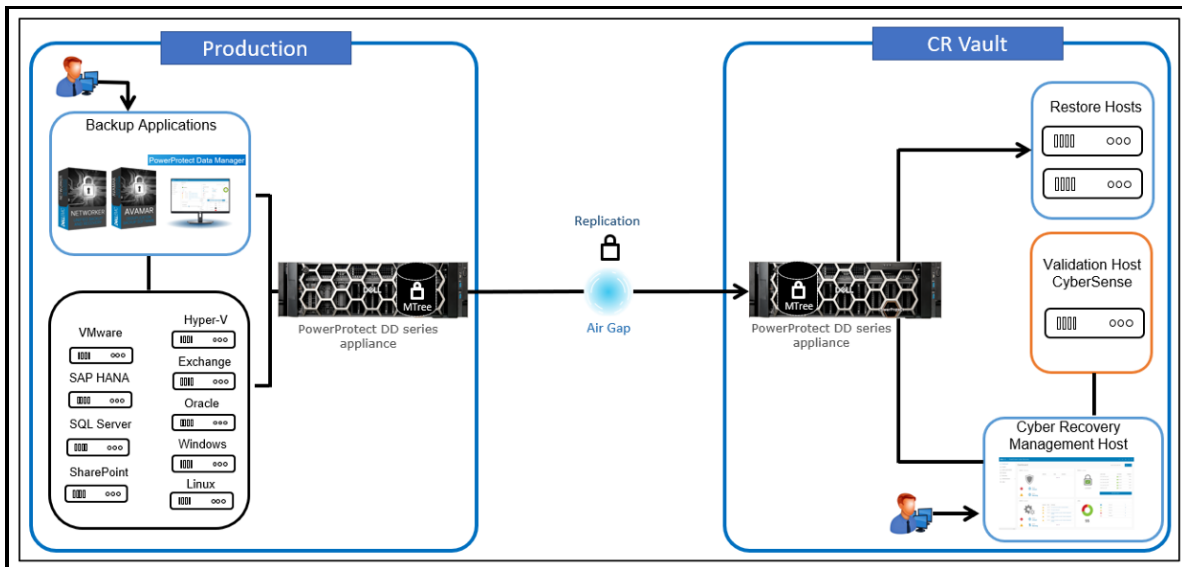 Production
Backup Applications
PowerProtect Data Manager
NETWORKER
AVAMAR
VMware
SAP HANA
SQL Server
SharePoint
Hyper-V
Exchange
Oracle
Windows
Linux
DELL
MTree
PowerProtect DD series
appliance
Replication
Air Gap
CR Vault
MTree
DELL
PowerProtect DD series
appliance
Restore Hosts
Validation Host
CyberSense
Cyber Recovery
Management Host